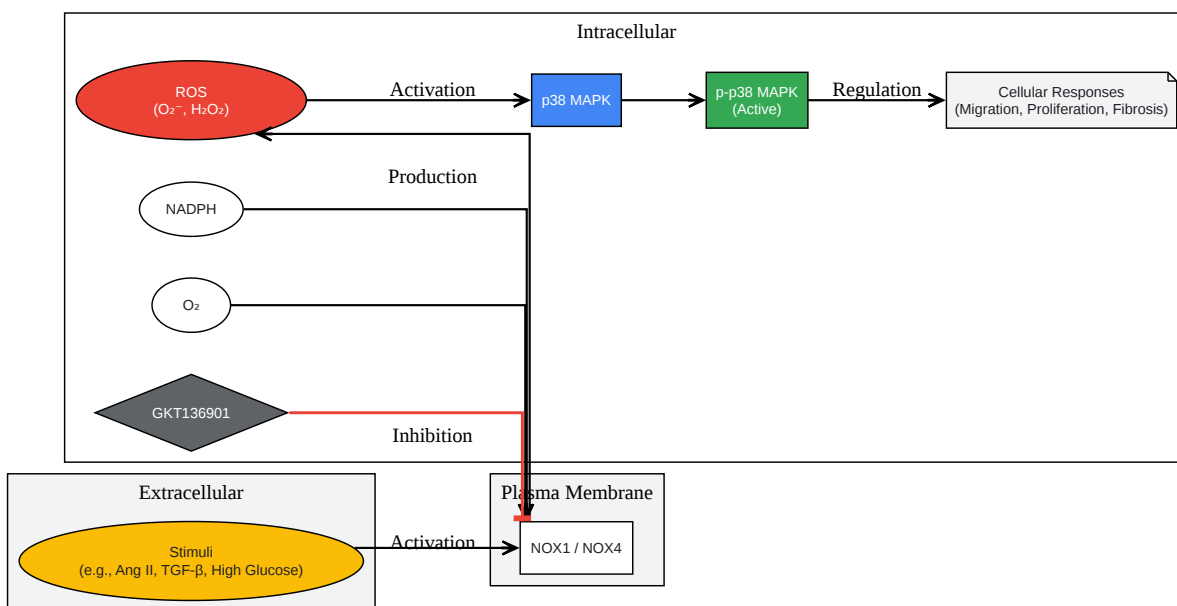 Intracellular
ROS
(O₂⁻, H₂O₂)
Activation
p38 MAPK
p-p38 MAPK
(Active)
Regulation
Cellular Responses
(Migration, Proliferation, Fibrosis)
Production
NADPH
O₂
GKT136901
Inhibition
Extracellular
Plasma Membrane
Stimuli
(e.g., Ang II, TGF-β, High Glucose)
Activation
NOX1 / NOX4